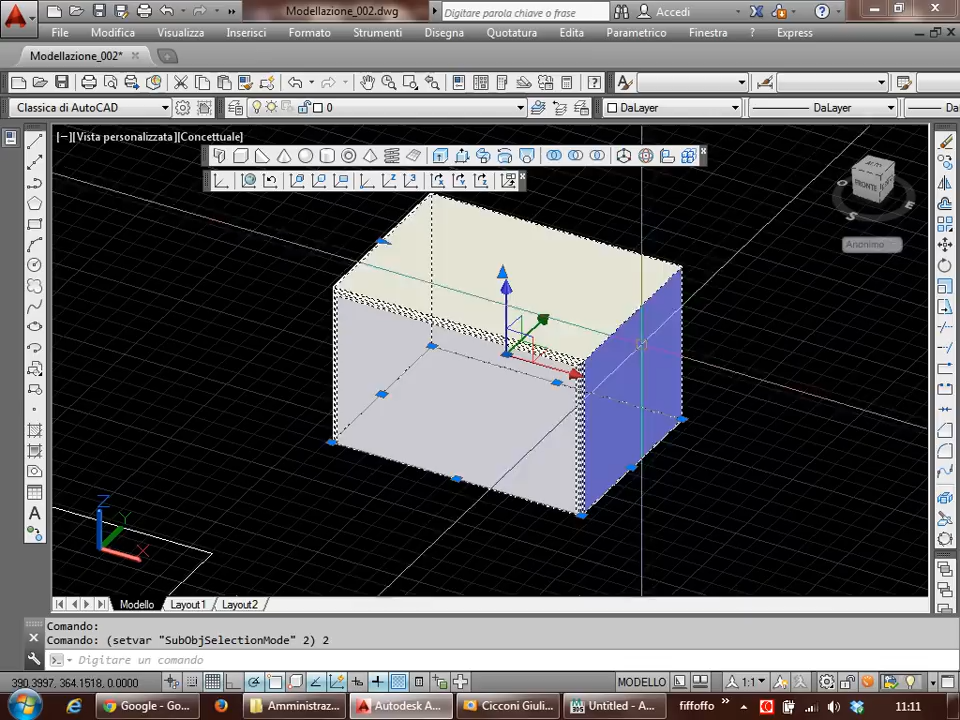 Modellazione_002.dwg
Digitare parola chiave o frase
Accedi
File Modifica Visualizza Inserisci Formato Strumenti Disegna Quotatura Edita Parametrico Finestra ? Express
Modellazione_002*
Classica di AutoCAD
0
DaLayer
DaLayer
DaL
[−][Vista personalizzata][Concettuale]
FRONTE
O
S
E
Anonimo
Z
Y
X
Modello Layout1 Layout2
Comando:
Comando: (setvar "SubObjSelectionMode" 2) 2
Digitare un comando
390.3997, 364.1518, 0.0000
MODELLO
1:1
Google - Go...
Amministraz...
Autodesk A...
Cicconi Giuli...
Untitled - A...
fiffoffo
11:11